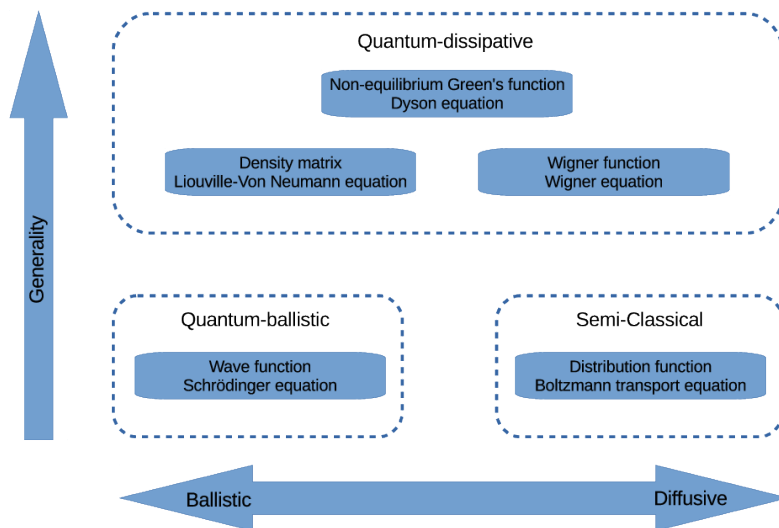 Quantum-dissipative
Non-equilibrium Green's function
Dyson equation
Density matrix
Liouville-Von Neumann equation
Wigner function
Wigner equation
Generality
Quantum-ballistic
Wave function
Schrödinger equation
Semi-Classical
Distribution function
Boltzmann transport equation
Ballistic
Diffusive